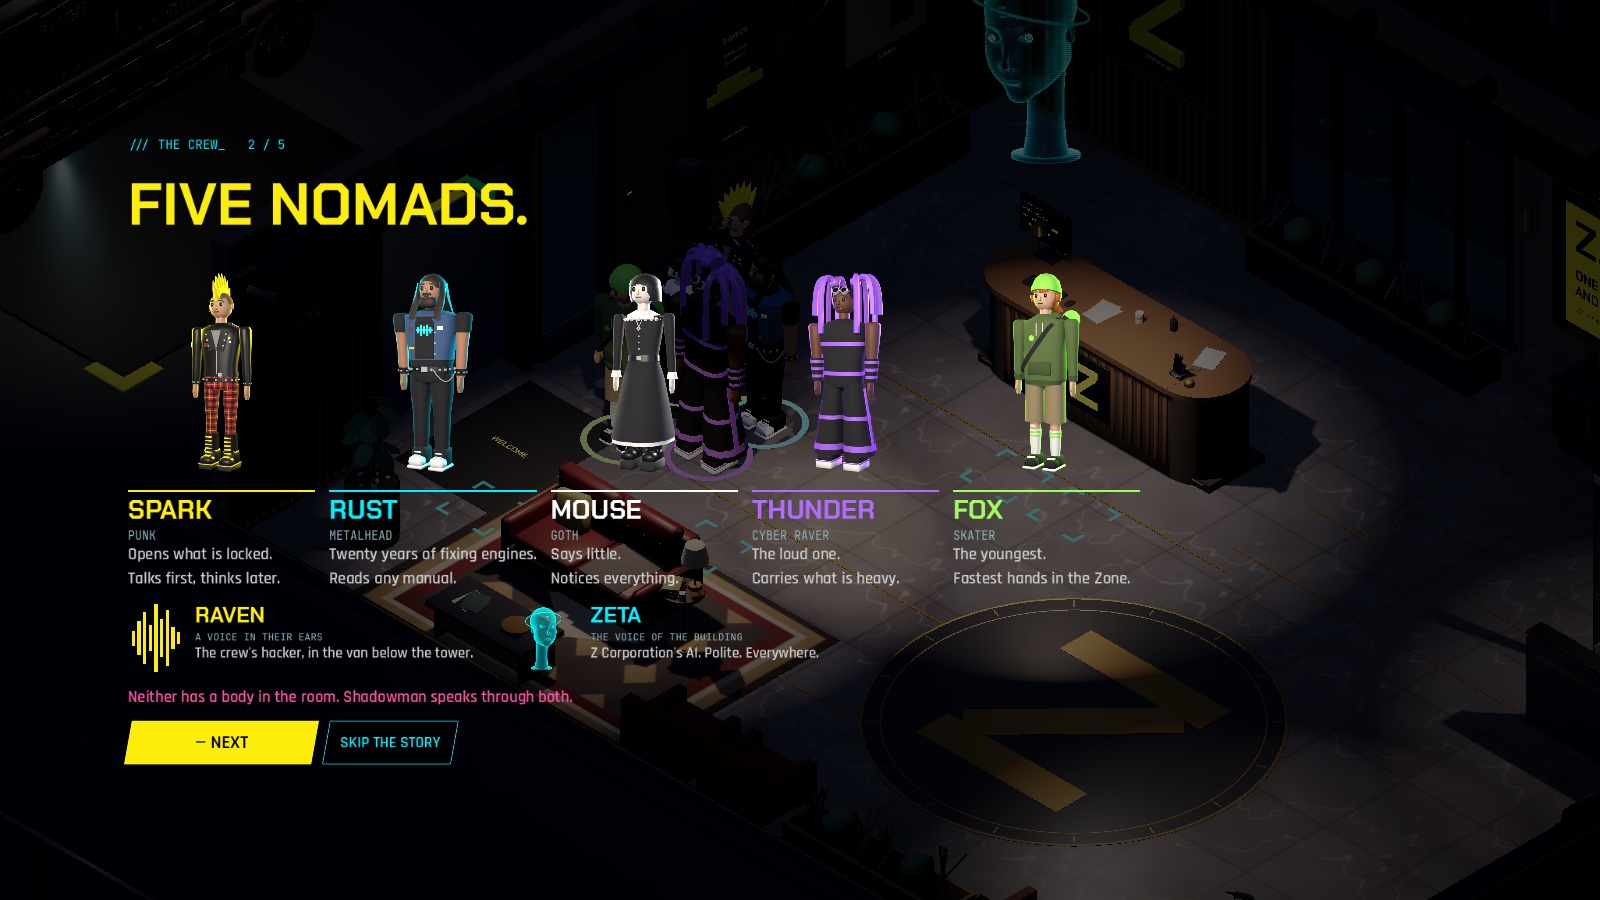 /// THE CREW_ 2 / 5
FIVE NOMADS.
SPARK
PUNK
Opens what is locked.
Talks first, thinks later.
RUST
METALHEAD
Twenty years of fixing engines.
Reads any manual.
MOUSE
GOTH
Says little.
Notices everything.
THUNDER
CYBER RAVER
The loud one.
Carries what is heavy.
FOX
SKATER
The youngest.
Fastest hands in the Zone.
RAVEN
A VOICE IN THEIR EARS
The crew's hacker, in the van below the tower.
ZETA
THE VOICE OF THE BUILDING
Z Corporation's AI. Polite. Everywhere.
Neither has a body in the room. Shadowman speaks through both.
— NEXT
SKIP THE STORY
WELCOME
Z
Z
ONE
AND